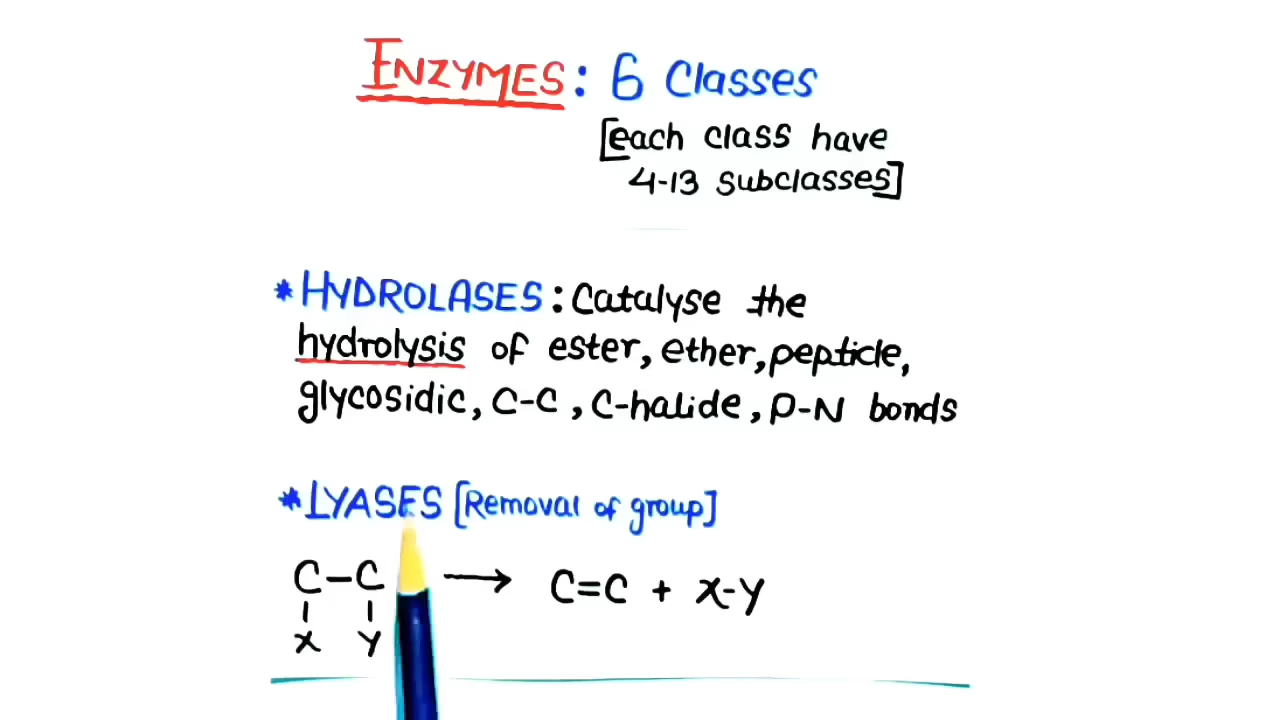 ENZYMES: 6 Classes
[each class have
4-13 subclasses]
*HYDROLASES: Catalyse the
hydrolysis of ester, ether, peptide,
glycosidic, C-C, C-halide, P-N bonds
*LYASES [Removal of group]
C-C → C=C + X-Y
X Y